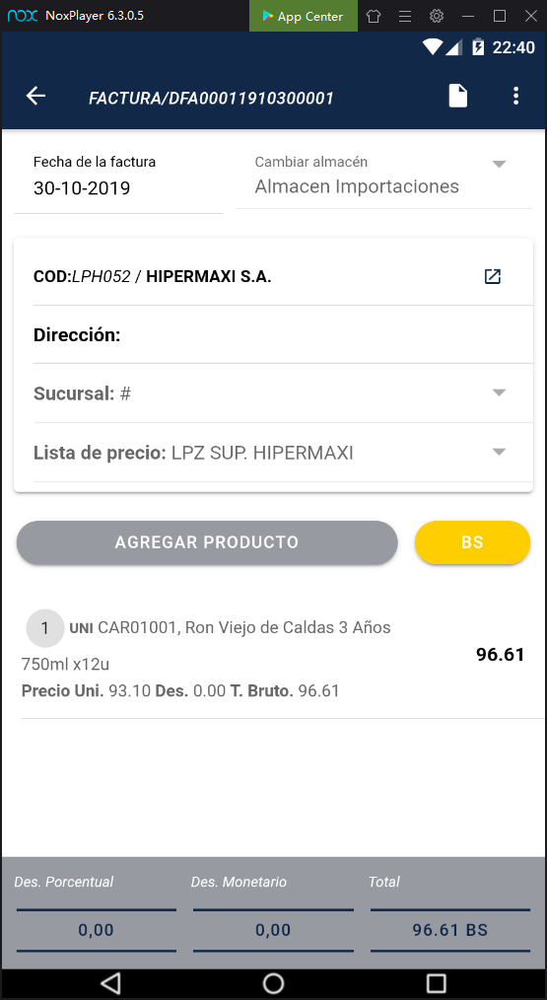 nox NoxPlayer 6.3.0.5 App Center
22:40
FACTURA/DFA00011910300001
Fecha de la factura
30-10-2019
Cambiar almacén
Almacen Importaciones
COD:LPH052 / HIPERMAXI S.A.
Dirección:
Sucursal: #
Lista de precio: LPZ SUP. HIPERMAXI
AGREGAR PRODUCTO
BS
1 UNI CAR01001, Ron Viejo de Caldas 3 Años
750ml x12u
96.61
Precio Uni. 93.10 Des. 0.00 T. Bruto. 96.61
Des. Porcentual Des. Monetario Total
0,00 0,00 96.61 BS